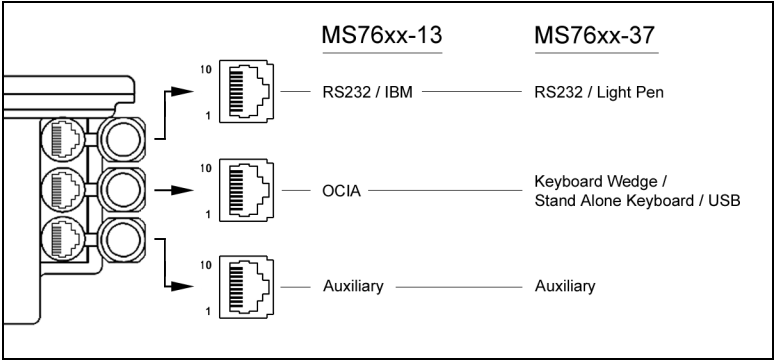 MS76xx-13 MS76xx-37
10
RS232 / IBM RS232 / Light Pen
1
10
OCIA Keyboard Wedge /
Stand Alone Keyboard / USB
1
10
Auxiliary Auxiliary
1